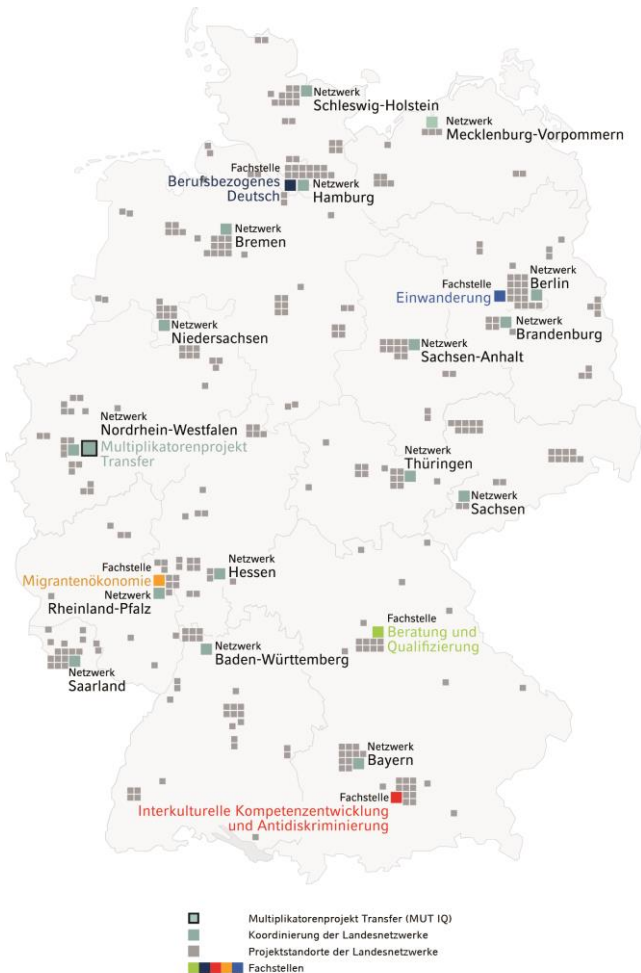 Netzwerk
Schleswig-Holstein
Netzwerk
Mecklenburg-Vorpommern
Fachstelle
Berufsbezogenes
Deutsch
Netzwerk
Hamburg
Netzwerk
Bremen
Netzwerk
Berlin
Fachstelle
Einwanderung
Netzwerk
Brandenburg
Netzwerk
Niedersachsen
Netzwerk
Sachsen-Anhalt
Netzwerk
Nordrhein-Westfalen
Multiplikatorenprojekt
Transfer
Netzwerk
Thüringen
Netzwerk
Sachsen
Netzwerk
Hessen
Fachstelle
Migrantenökonomie
Netzwerk
Rheinland-Pfalz
Fachstelle
Beratung und
Qualifizierung
Netzwerk
Baden-Württemberg
Netzwerk
Saarland
Netzwerk
Bayern
Fachstelle
Interkulturelle Kompetenzentwicklung
und Antidiskriminierung
Multiplikatorenprojekt Transfer (MUT IQ)
Koordinierung der Landesnetzwerke
Projektstandorte der Landesnetzwerke
Fachstellen